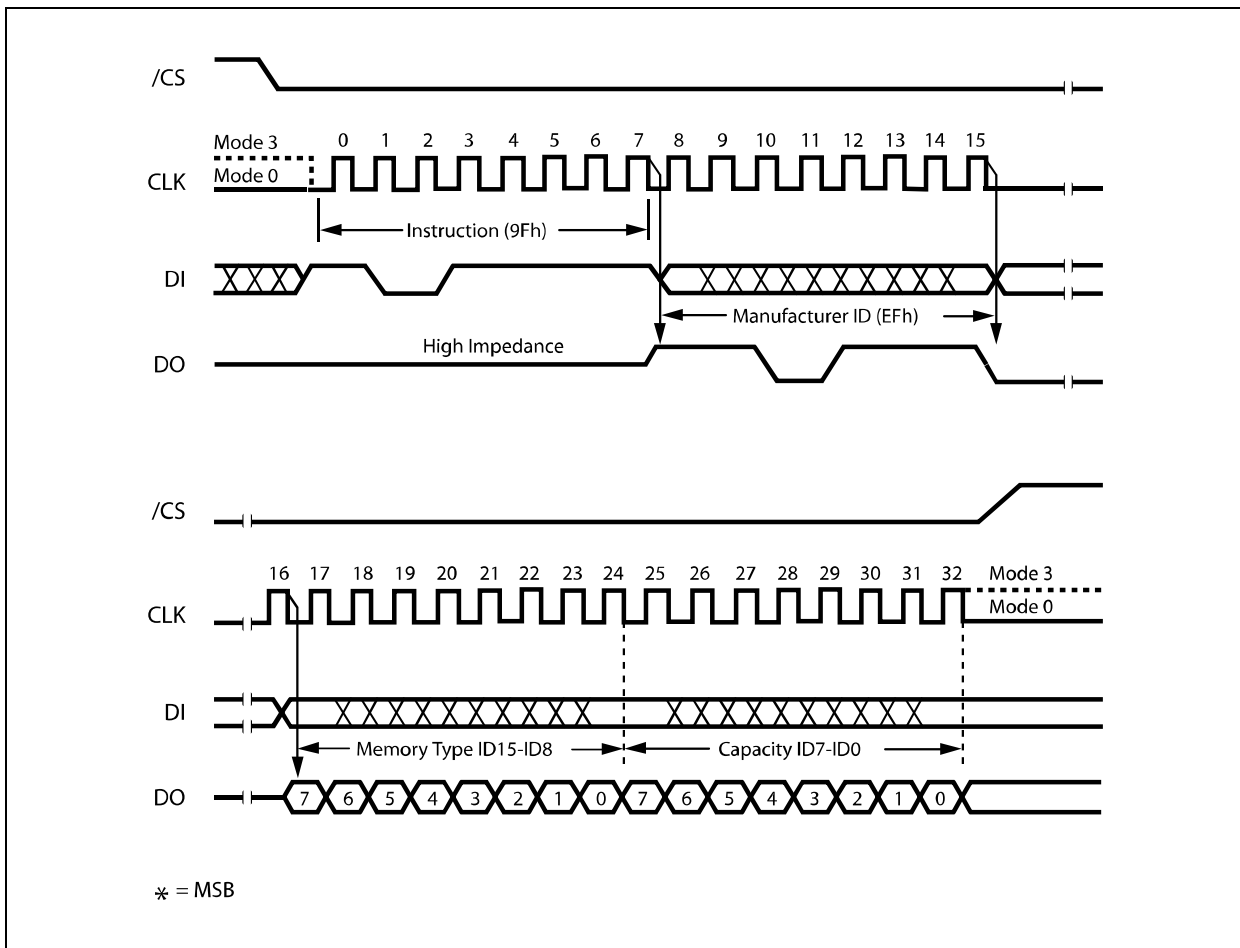 /CS
Mode 3
0 1 2 3 4 5 6 7 8 9 10 11 12 13 14 15
Mode 0
CLK
Instruction (9Fh)
DI
Manufacturer ID (EFh)
High Impedance
DO
/CS
16 17 18 19 20 21 22 23 24 25 26 27 28 29 30 31 32 Mode 3
Mode 0
CLK
DI
Memory Type ID15-ID8 Capacity ID7-ID0
DO 7 6 5 4 3 2 1 0 7 6 5 4 3 2 1 0
* = MSB